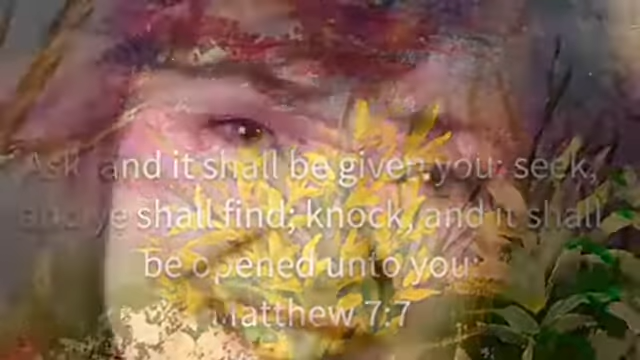 Ask and it shall be given you; seek,
and ye shall find; knock, and it shall
be opened unto you:
Matthew 7:7